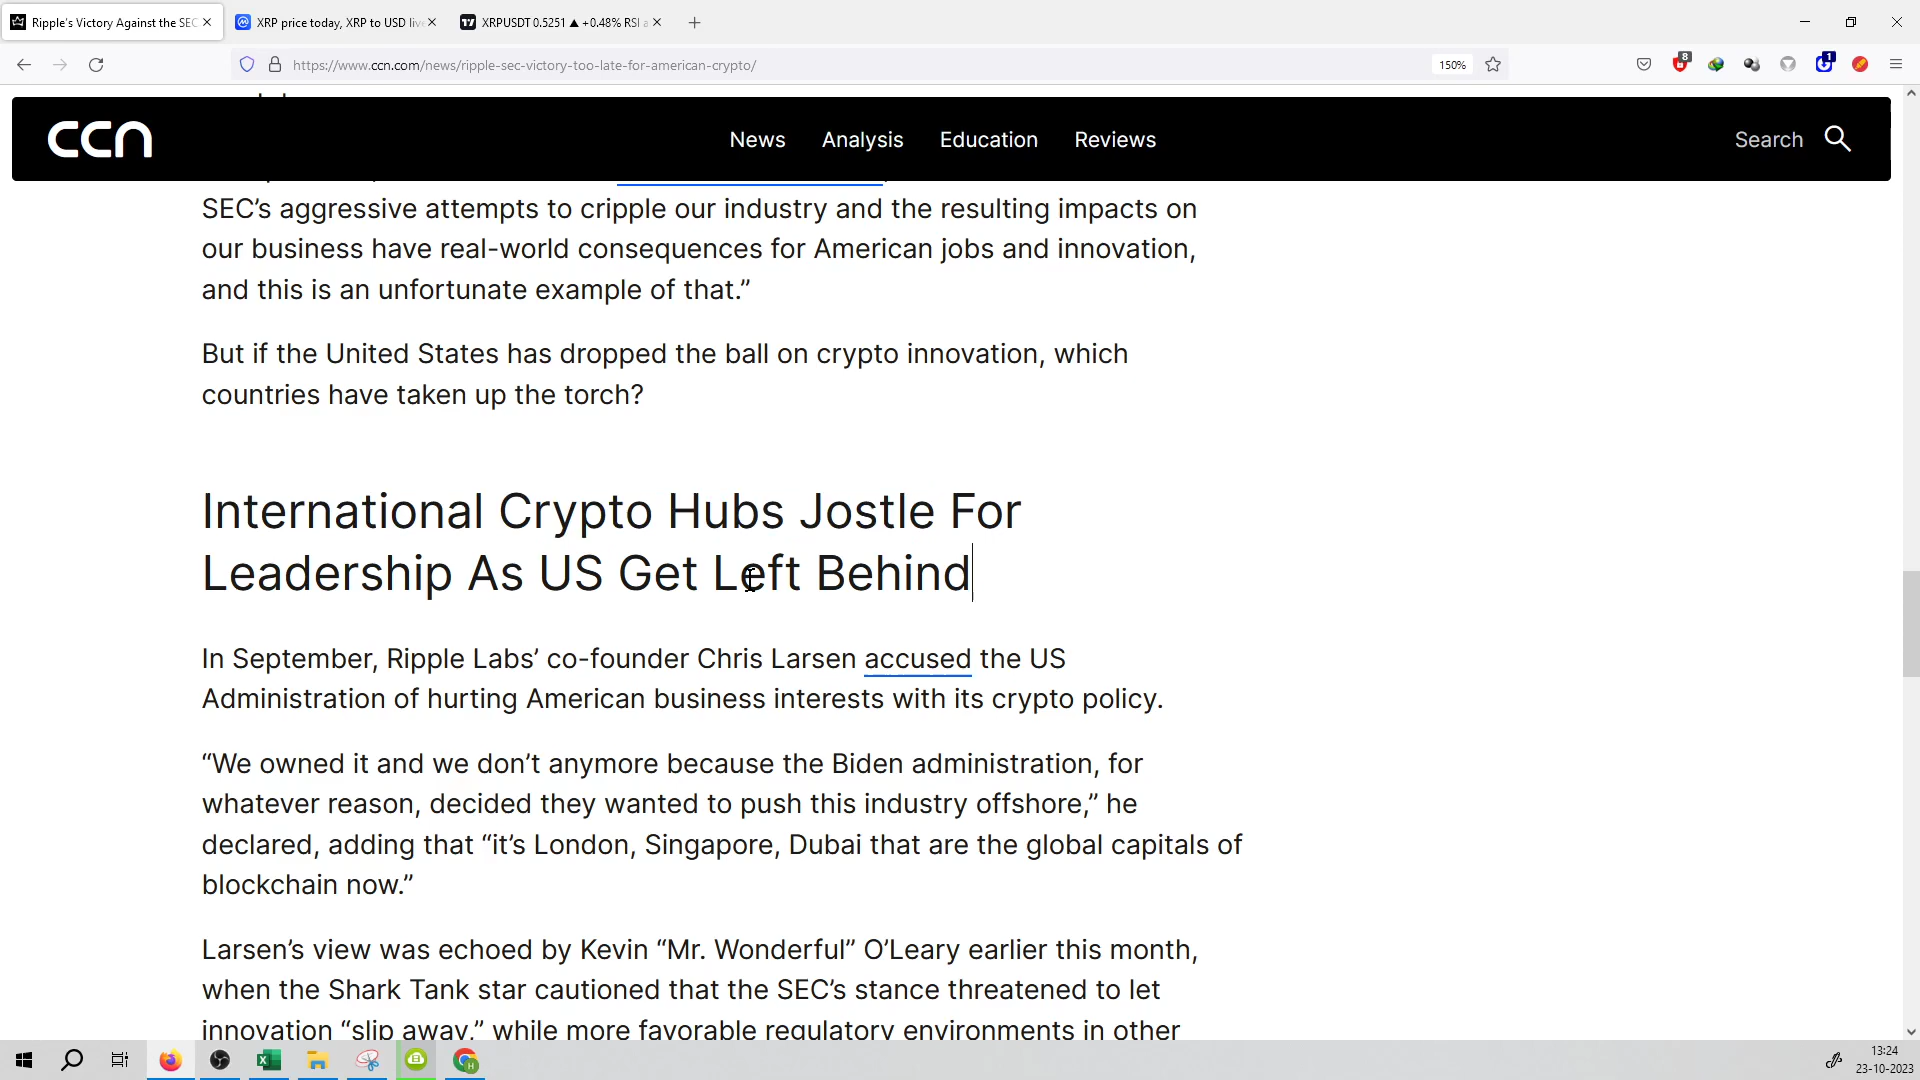 Ripple's Victory Against the SEC
XRP price today, XRP to USD live
XRPUSDT 0.5251 ▲ +0.48% RSI a
https://www.ccn.com/news/ripple-sec-victory-too-late-for-american-crypto/
150%
8
1
ccn
News
Analysis
Education
Reviews
Search
SEC’s aggressive attempts to cripple our industry and the resulting impacts on
our business have real-world consequences for American jobs and innovation,
and this is an unfortunate example of that.”
But if the United States has dropped the ball on crypto innovation, which
countries have taken up the torch?
International Crypto Hubs Jostle For
Leadership As US Get Left Behind
In September, Ripple Labs’ co-founder Chris Larsen accused the US
Administration of hurting American business interests with its crypto policy.
“We owned it and we don’t anymore because the Biden administration, for
whatever reason, decided they wanted to push this industry offshore,” he
declared, adding that “it’s London, Singapore, Dubai that are the global capitals of
blockchain now.”
Larsen’s view was echoed by Kevin “Mr. Wonderful” O’Leary earlier this month,
when the Shark Tank star cautioned that the SEC’s stance threatened to let
innovation “slip away,” while more favorable regulatory environments in other
13:24
23-10-2023